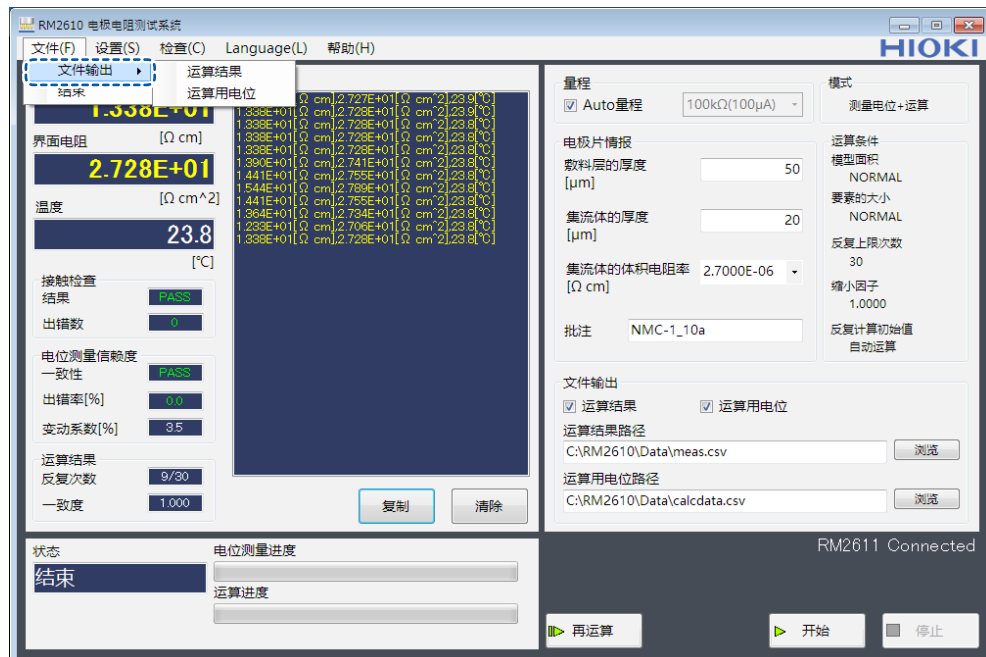 RM2610 电极电阻测试系统
文件(F) 设置(S) 检查(C) Language(L) 帮助(H)
HIOKI
文件输出
结束
运算结果
运算用电位
1.338E+01
界面电阻 [Ω cm]
2.728E+01
温度 [Ω cm^2]
23.8
[℃]
接触检查
结果 PASS
出错数 0
电位测量信赖度
一致性 PASS
出错率[%] 0.0
变动系数[%] 3.5
运算结果
反复次数 9/30
一致度 1.000
Ω cm],2.727E+01[Ω cm^2],23.9[℃]
1.338E+01[Ω cm],2.728E+01[Ω cm^2],23.9[℃]
1.338E+01[Ω cm],2.728E+01[Ω cm^2],23.8[℃]
1.338E+01[Ω cm],2.728E+01[Ω cm^2],23.8[℃]
1.338E+01[Ω cm],2.728E+01[Ω cm^2],23.8[℃]
1.390E+01[Ω cm],2.741E+01[Ω cm^2],23.8[℃]
1.441E+01[Ω cm],2.755E+01[Ω cm^2],23.8[℃]
1.544E+01[Ω cm],2.789E+01[Ω cm^2],23.8[℃]
1.441E+01[Ω cm],2.755E+01[Ω cm^2],23.8[℃]
1.364E+01[Ω cm],2.734E+01[Ω cm^2],23.8[℃]
1.233E+01[Ω cm],2.706E+01[Ω cm^2],23.8[℃]
1.338E+01[Ω cm],2.728E+01[Ω cm^2],23.8[℃]
复制 清除
量程
Auto量程 100kΩ(100μA)
电极片情报
敷料层的厚度
[μm] 50
集流体的厚度
[μm] 20
集流体的体积电阻率 2.7000E-06
[Ω cm]
批注 NMC-1_10a
模式
测量电位+运算
运算条件
模型面积
NORMAL
要素的大小
NORMAL
反复上限次数
30
缩小因子
1.0000
反复计算初始值
自动运算
文件输出
运算结果 运算用电位
运算结果路径
C:\RM2610\Data\meas.csv 浏览
运算用电位路径
C:\RM2610\Data\calcdata.csv 浏览
状态
结束
电位测量进度
运算进度
RM2611 Connected
再运算 开始 停止